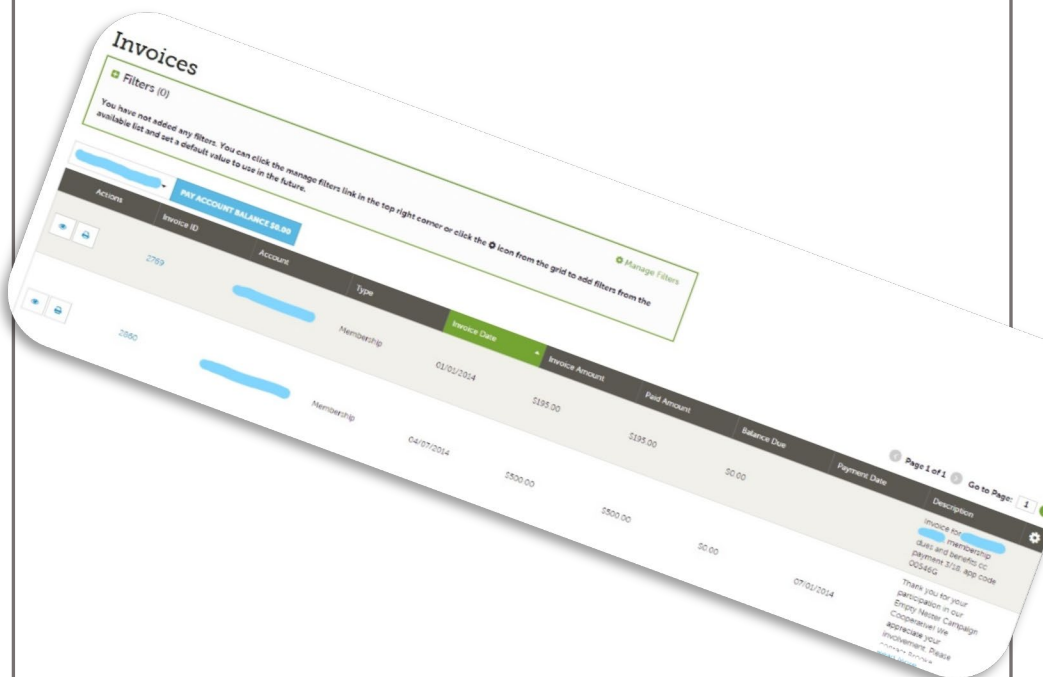 Invoices
Filters (0)
You have not added any filters. You can click the manage filters link in the top right corner or click the icon from the grid to add filters from the
available list and set a default value to use in the future.
Manage Filters
PAY ACCOUNT BALANCE $0.00
Page 1 of 1 Go to Page: 1
Actions Invoice ID Account Type Invoice Date Invoice Amount Paid Amount Balance Due Payment Date Description
2769 Membership 01/01/2014 $195.00 $195.00 $0.00
Invoice for
membership
dues and benefits cc
payment 3/18, app code
00546G
2860 Membership 04/07/2014 $500.00 $500.00 $0.00 07/01/2014
Thank you for your
participation in our
Empty Nester Campaign
Cooperative! We
appreciate your
involvement. Please